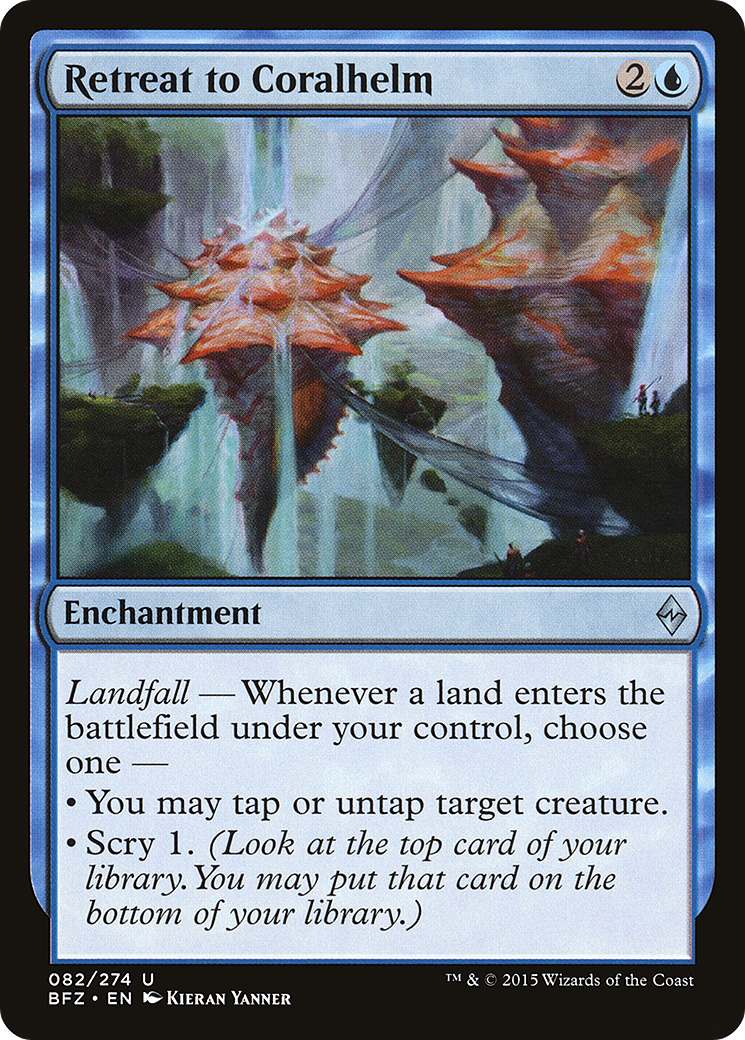 Retreat to Coralhelm 2
Enchantment
Landfall — Whenever a land enters the
battlefield under your control, choose
one —
• You may tap or untap target creature.
• Scry 1. (Look at the top card of your
library. You may put that card on the
bottom of your library.)
082/274 U
BFZ • EN Kieran Yanner
™ & © 2015 Wizards of the Coast